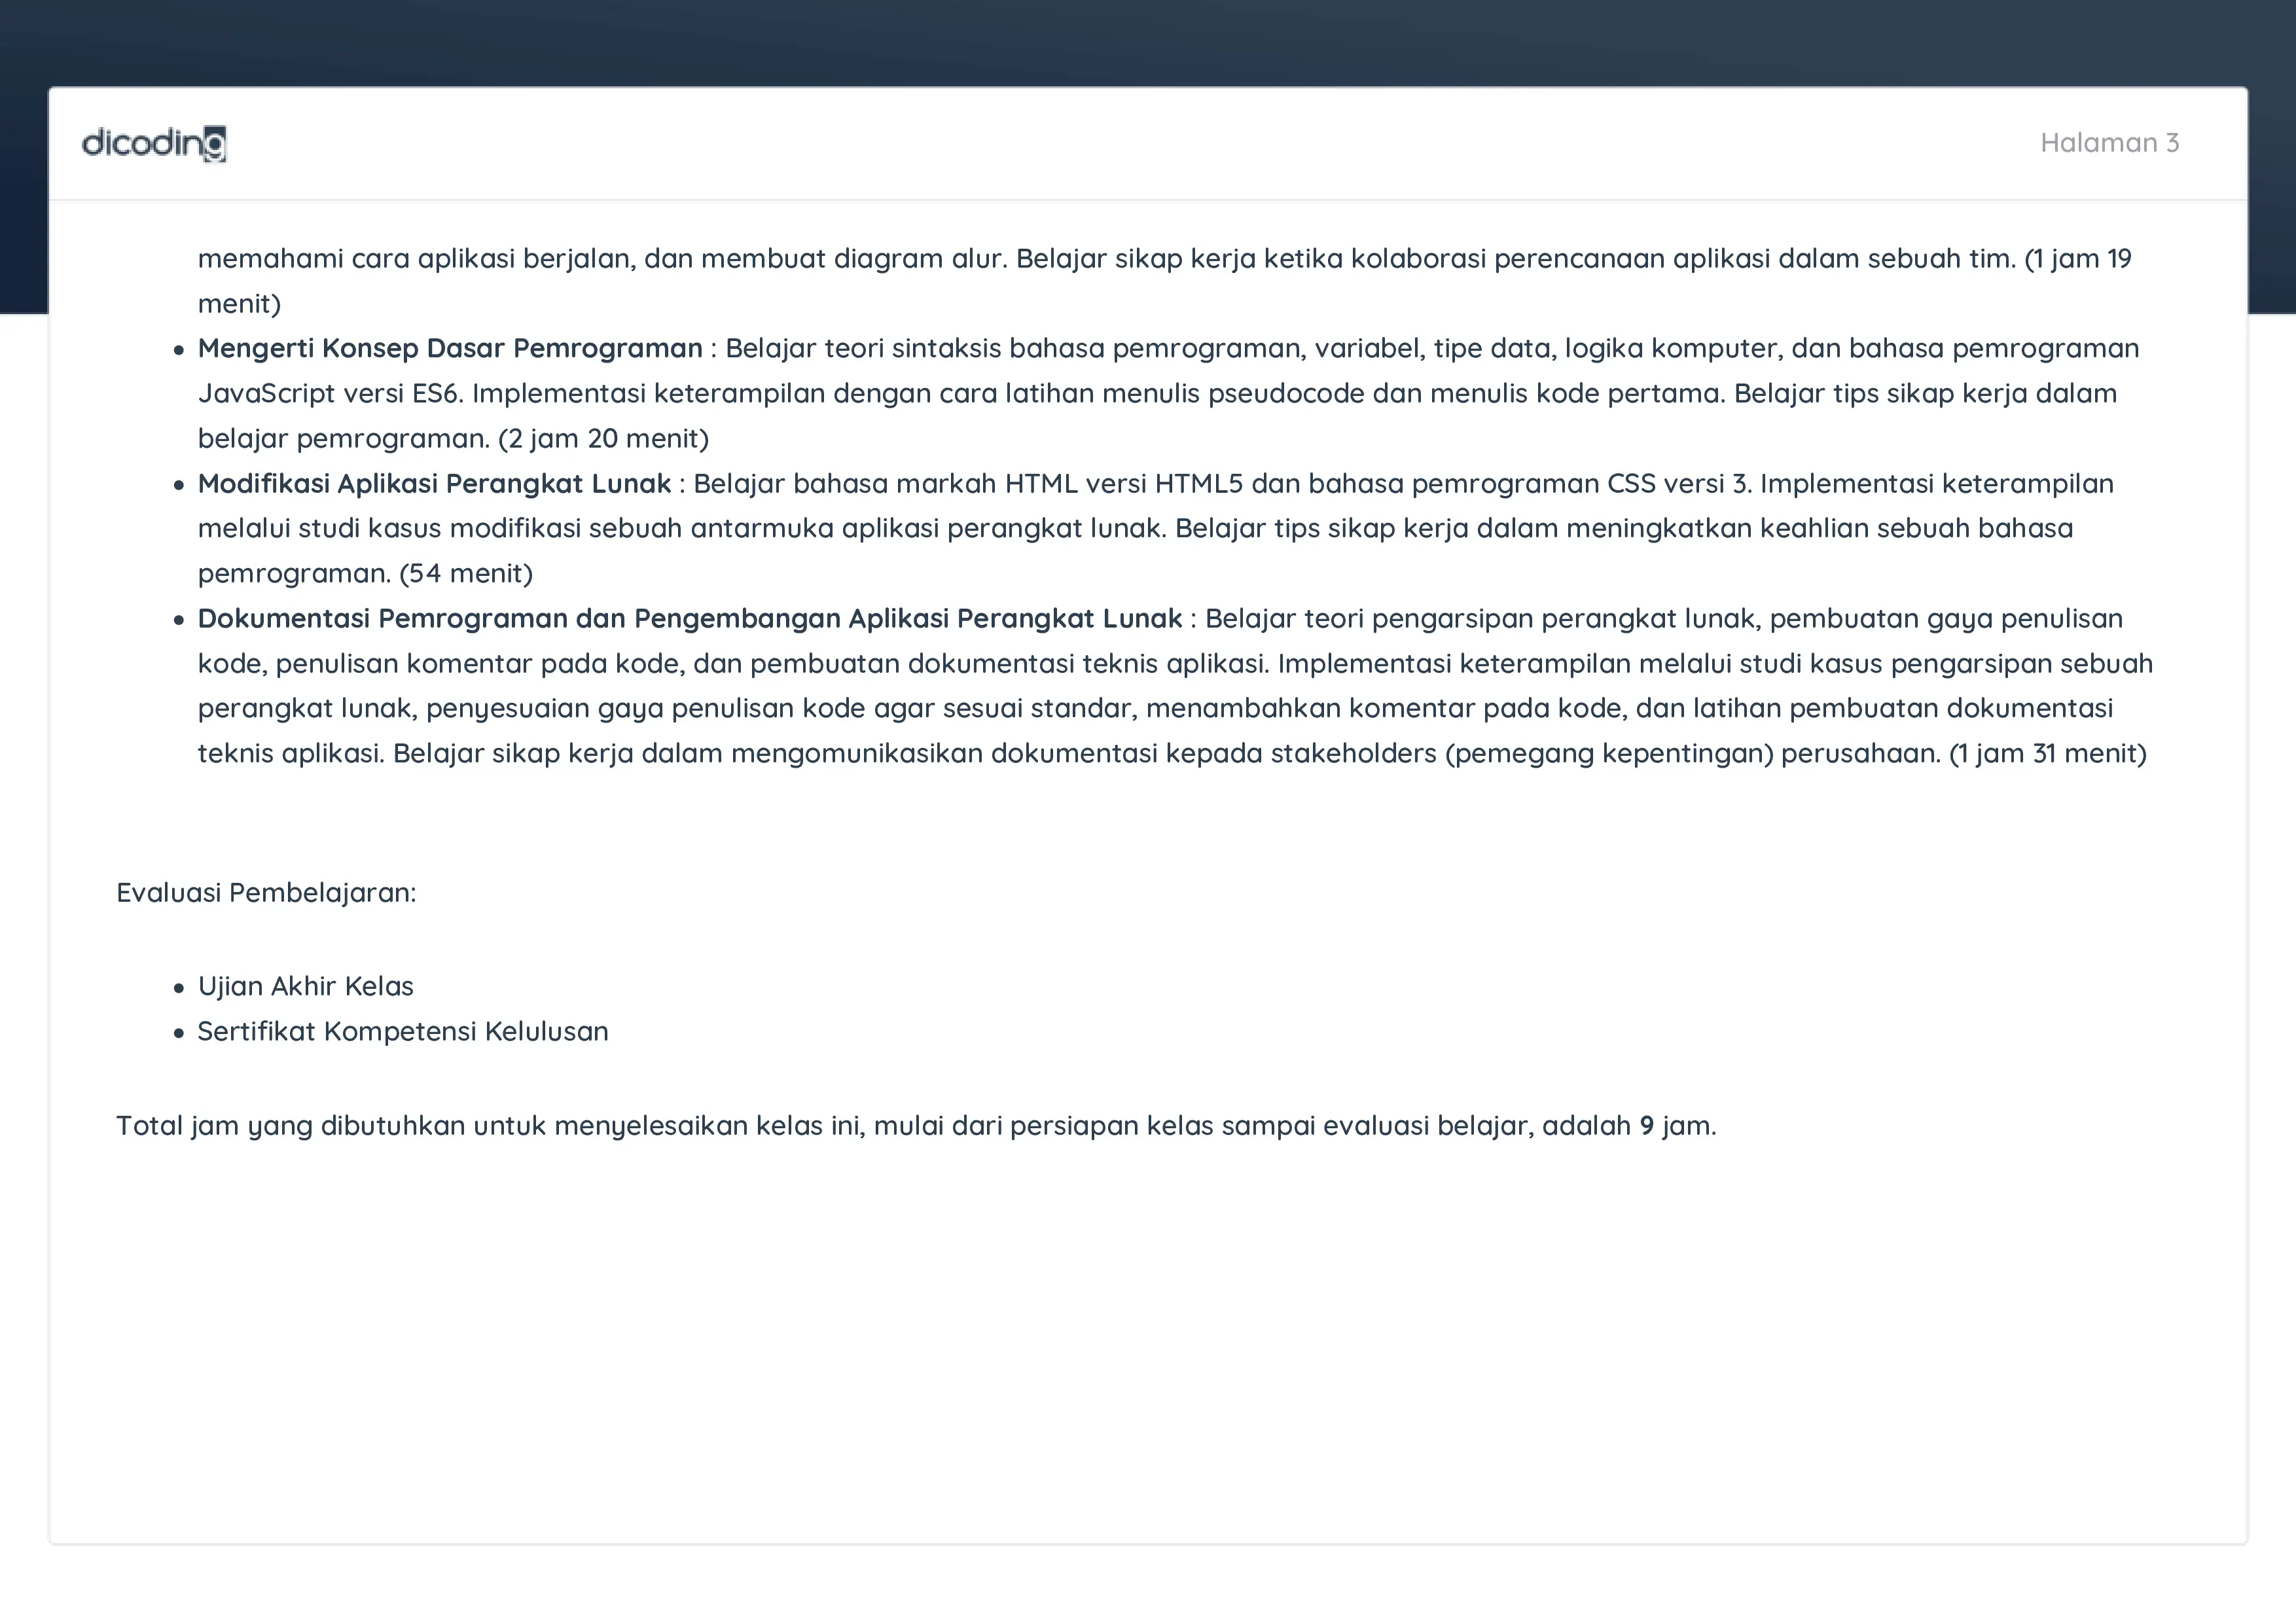 dicoding
Halaman 3
memahami cara aplikasi berjalan, dan membuat diagram alur. Belajar sikap kerja ketika kolaborasi perencanaan aplikasi dalam sebuah tim. (1 jam 19
menit)
• Mengerti Konsep Dasar Pemrograman : Belajar teori sintaksis bahasa pemrograman, variabel, tipe data, logika komputer, dan bahasa pemrograman
JavaScript versi ES6. Implementasi keterampilan dengan cara latihan menulis pseudocode dan menulis kode pertama. Belajar tips sikap kerja dalam
belajar pemrograman. (2 jam 20 menit)
• Modifikasi Aplikasi Perangkat Lunak : Belajar bahasa markah HTML versi HTML5 dan bahasa pemrograman CSS versi 3. Implementasi keterampilan
melalui studi kasus modifikasi sebuah antarmuka aplikasi perangkat lunak. Belajar tips sikap kerja dalam meningkatkan keahlian sebuah bahasa
pemrograman. (54 menit)
• Dokumentasi Pemrograman dan Pengembangan Aplikasi Perangkat Lunak : Belajar teori pengarsipan perangkat lunak, pembuatan gaya penulisan
kode, penulisan komentar pada kode, dan pembuatan dokumentasi teknis aplikasi. Implementasi keterampilan melalui studi kasus pengarsipan sebuah
perangkat lunak, penyesuaian gaya penulisan kode agar sesuai standar, menambahkan komentar pada kode, dan latihan pembuatan dokumentasi
teknis aplikasi. Belajar sikap kerja dalam mengomunikasikan dokumentasi kepada stakeholders (pemegang kepentingan) perusahaan. (1 jam 31 menit)
Evaluasi Pembelajaran:
• Ujian Akhir Kelas
• Sertifikat Kompetensi Kelulusan
Total jam yang dibutuhkan untuk menyelesaikan kelas ini, mulai dari persiapan kelas sampai evaluasi belajar, adalah 9 jam.